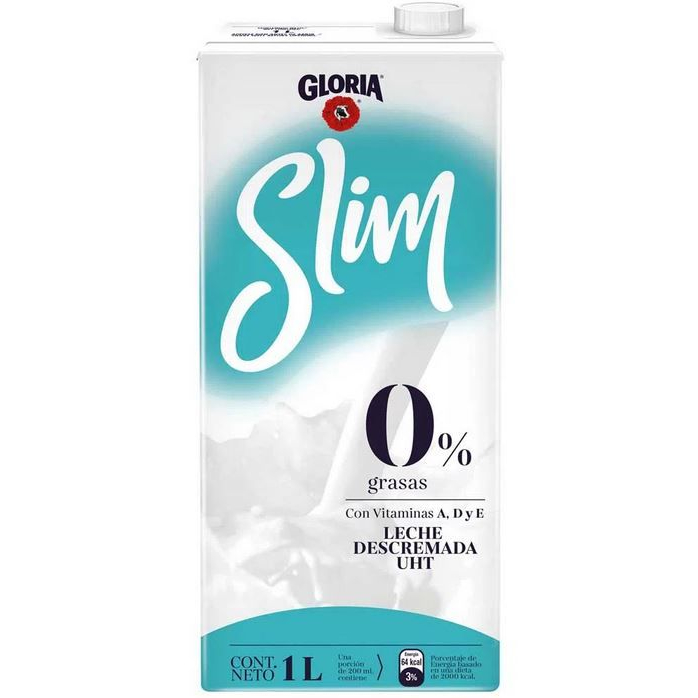 1L
GLORIA
Slim
0%
grasas
Con Vitaminas A, D y E
LECHE
DESCREMADA
UHT
CONT.
NETO
1 L
Una
porción
de 200 ml.
contiene
Energía
64 kcal
3%
Porcentaje de
Energía basado
en una dieta
de 2000 kcal.